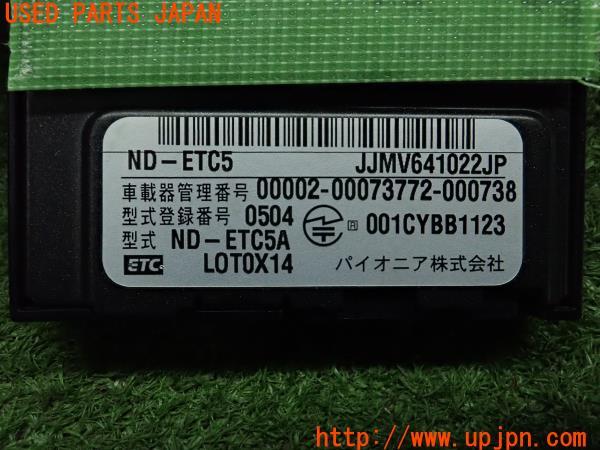 USED PARTS JAPAN
ND-ETC5 JJMV641022JP
車載器管理番号 00002-00073772-000738
型式登録番号 0504 R 001CYBB1123
型式 ND-ETC5A
ETC LOT0X14 パイオニア株式会社
http://www.upjpn.com/